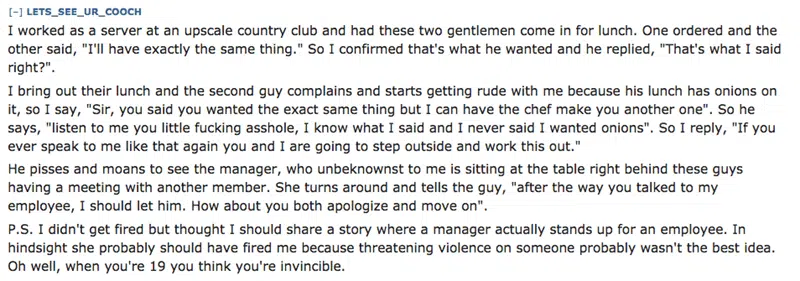 [–] LETS_SEE_UR_COOCH
I worked as a server at an upscale country club and had these two gentlemen come in for lunch. One ordered and the
other said, "I'll have exactly the same thing." So I confirmed that's what he wanted and he replied, "That's what I said
right?".
I bring out their lunch and the second guy complains and starts getting rude with me because his lunch has onions on
it, so I say, "Sir, you said you wanted the exact same thing but I can have the chef make you another one". So he
says, "listen to me you little fucking asshole, I know what I said and I never said I wanted onions". So I reply, "If you
ever speak to me like that again you and I are going to step outside and work this out."
He pisses and moans to see the manager, who unbeknownst to me is sitting at the table right behind these guys
having a meeting with another member. She turns around and tells the guy, "after the way you talked to my
employee, I should let him. How about you both apologize and move on".
P.S. I didn't get fired but thought I should share a story where a manager actually stands up for an employee. In
hindsight she probably should have fired me because threatening violence on someone probably wasn't the best idea.
Oh well, when you're 19 you think you're invincible.